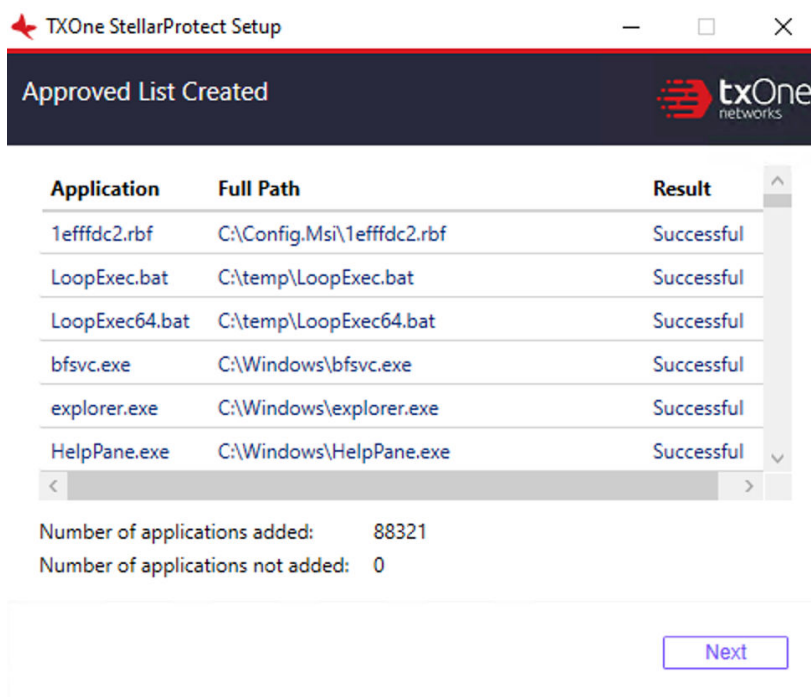 TXOne StellarProtect Setup
Approved List Created
txOne
networks
Application Full Path Result
1efffdc2.rbf C:\Config.Msi\1efffdc2.rbf Successful
LoopExec.bat C:\temp\LoopExec.bat Successful
LoopExec64.bat C:\temp\LoopExec64.bat Successful
bfsvc.exe C:\Windows\bfsvc.exe Successful
explorer.exe C:\Windows\explorer.exe Successful
HelpPane.exe C:\Windows\HelpPane.exe Successful
Number of applications added: 88321
Number of applications not added: 0
Next